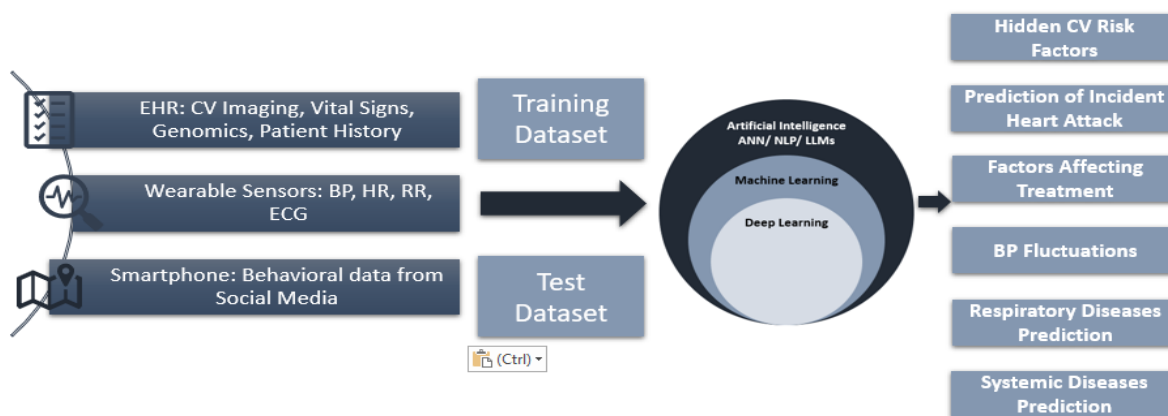 EHR: CV Imaging, Vital Signs,
Genomics, Patient History
Wearable Sensors: BP, HR, RR,
ECG
Smartphone: Behavioral data from
Social Media
Training
Dataset
Test
Dataset
(Ctrl)
Artificial Intelligence
ANN/ NLP/ LLMs
Machine Learning
Deep Learning
Hidden CV Risk
Factors
Prediction of Incident
Heart Attack
Factors Affecting
Treatment
BP Fluctuations
Respiratory Diseases
Prediction
Systemic Diseases
Prediction